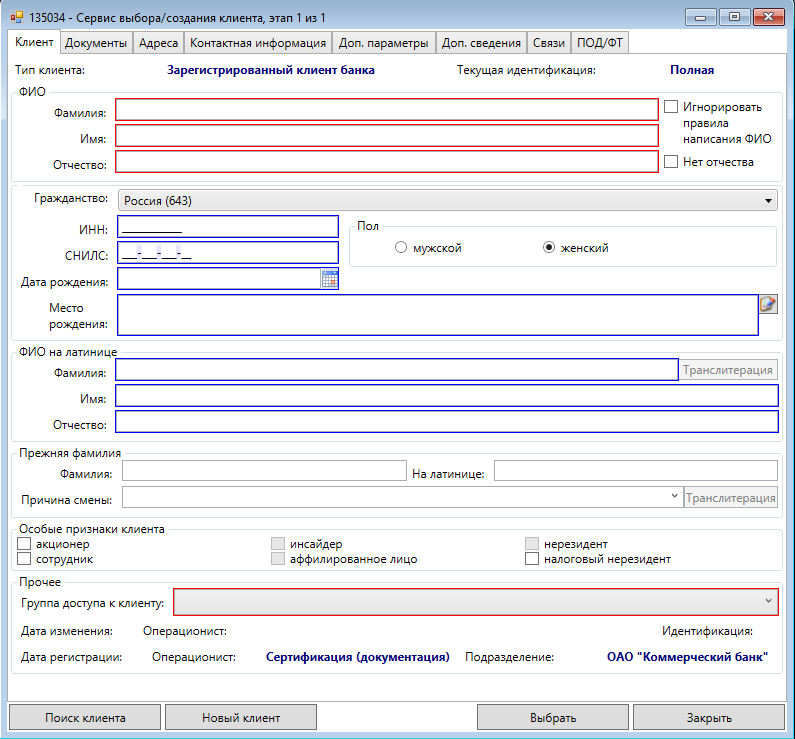 135034 - Сервис выбора/создания клиента, этап 1 из 1
Клиент Документы Адреса Контактная информация Доп. параметры Доп. сведения Связи ПОД/ФТ
Тип клиента: Зарегистрированный клиент банка Текущая идентификация: Полная
ФИО
Фамилия: Игнорировать
правила
написания ФИО
Имя:
Отчество: Нет отчества
Гражданство: Россия (643)
ИНН: ____________
Пол
СНИЛС: ___-___-___-__
мужской женский
Дата рождения:
Место
рождения:
ФИО на латинице
Фамилия: Транслитерация
Имя:
Отчество:
Прежняя фамилия
Фамилия: На латинице:
Причина смены: Транслитерация
Особые признаки клиента
акционер инсайдер нерезидент
сотрудник аффилированное лицо налоговый нерезидент
Прочее
Группа доступа к клиенту:
Дата изменения: Операционист: Идентификация:
Дата регистрации: Операционист: Сертификация (документация) Подразделение: ОАО "Коммерческий банк"
Поиск клиента Новый клиент Выбрать Закрыть